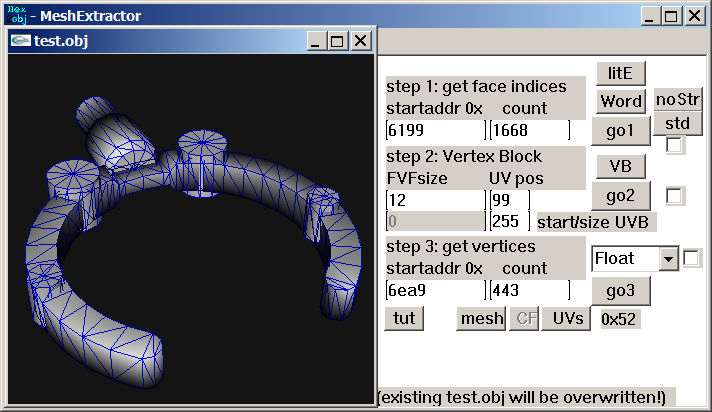 Hex
obj - MeshExtractor
test.obj
litE
step 1: get face indices
startaddr 0x count
Word noStr
6199 1668 go1 std
step 2: Vertex Block
VB
FVFsize UV pos
12 99 go2
0 255 start/size UVB
step 3: get vertices
Float
startaddr 0x count
6ea9 443 go3
tut mesh CF UVs 0x52
(existing test.obj will be overwritten!)